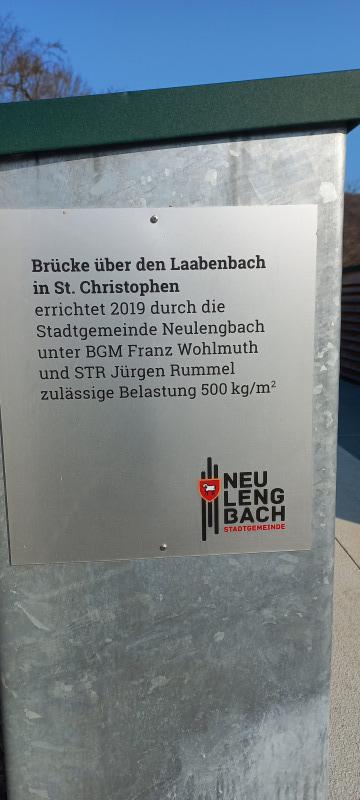 Brücke über den Laabenbach
in St. Christophen
errichtet 2019 durch die
Stadtgemeinde Neulengbach
unter BGM Franz Wohlmuth
und STR Jürgen Rummel
zulässige Belastung 500 kg/m²
NEU
LENG
BACH
STADTGEMEINDE